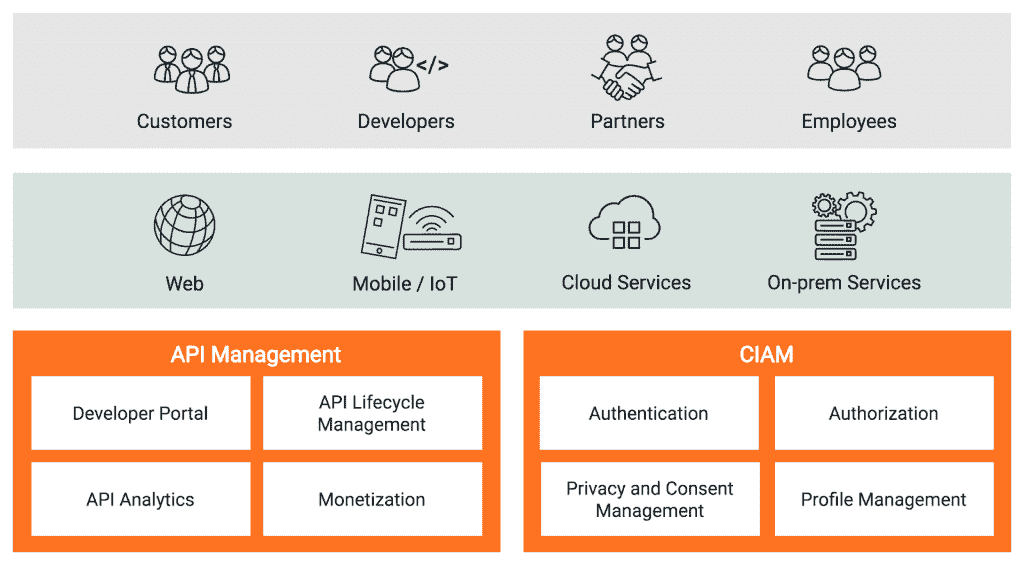 </>
Customers
Developers
Partners
Employees
Web
Mobile / IoT
Cloud Services
On-prem Services
API Management
Developer Portal
API Lifecycle
Management
API Analytics
Monetization
CIAM
Authentication
Authorization
Privacy and Consent
Management
Profile Management